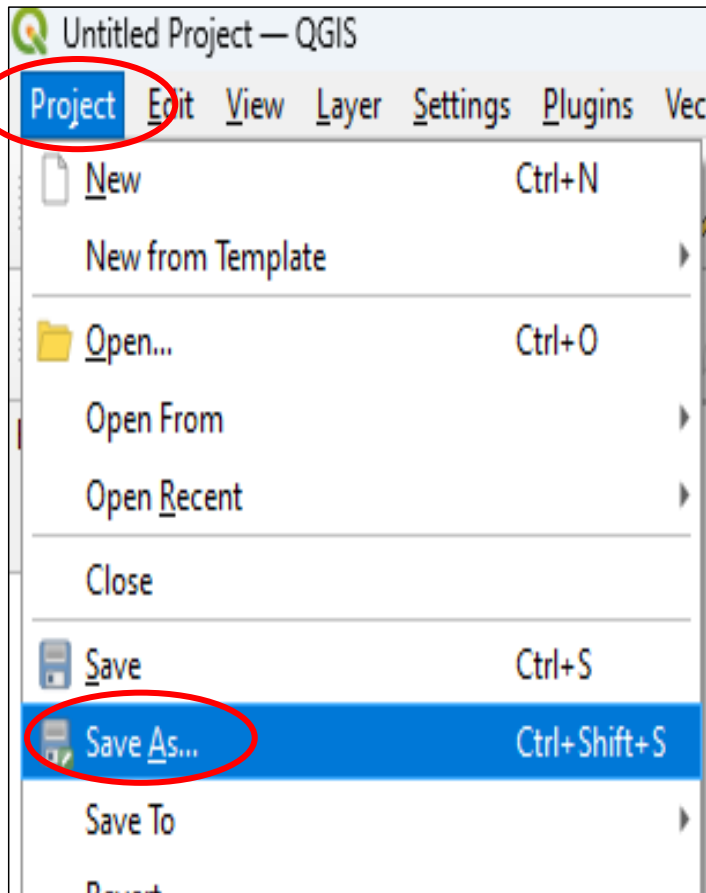 Untitled Project — QGIS
Project Edit View Layer Settings Plugins Vec
New Ctrl+N
New from Template
Open... Ctrl+O
Open From
Open Recent
Close
Save Ctrl+S
Save As... Ctrl+Shift+S
Save To